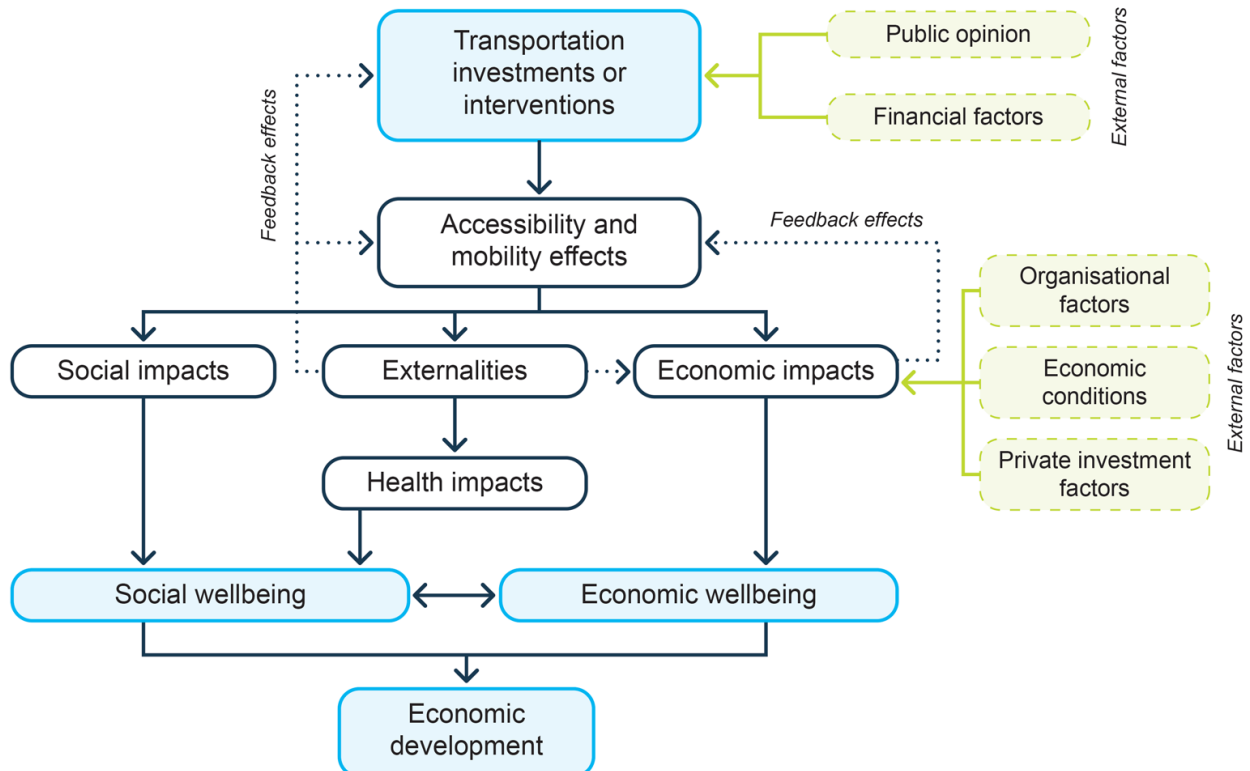 Transportation
investments or
interventions
Public opinion
Financial factors
External factors
Feedback effects
Accessibility and
mobility effects
Feedback effects
Organisational
factors
Economic
conditions
Private investment
factors
External factors
Social impacts
Externalities
Economic impacts
Health impacts
Social wellbeing
Economic wellbeing
Economic
development